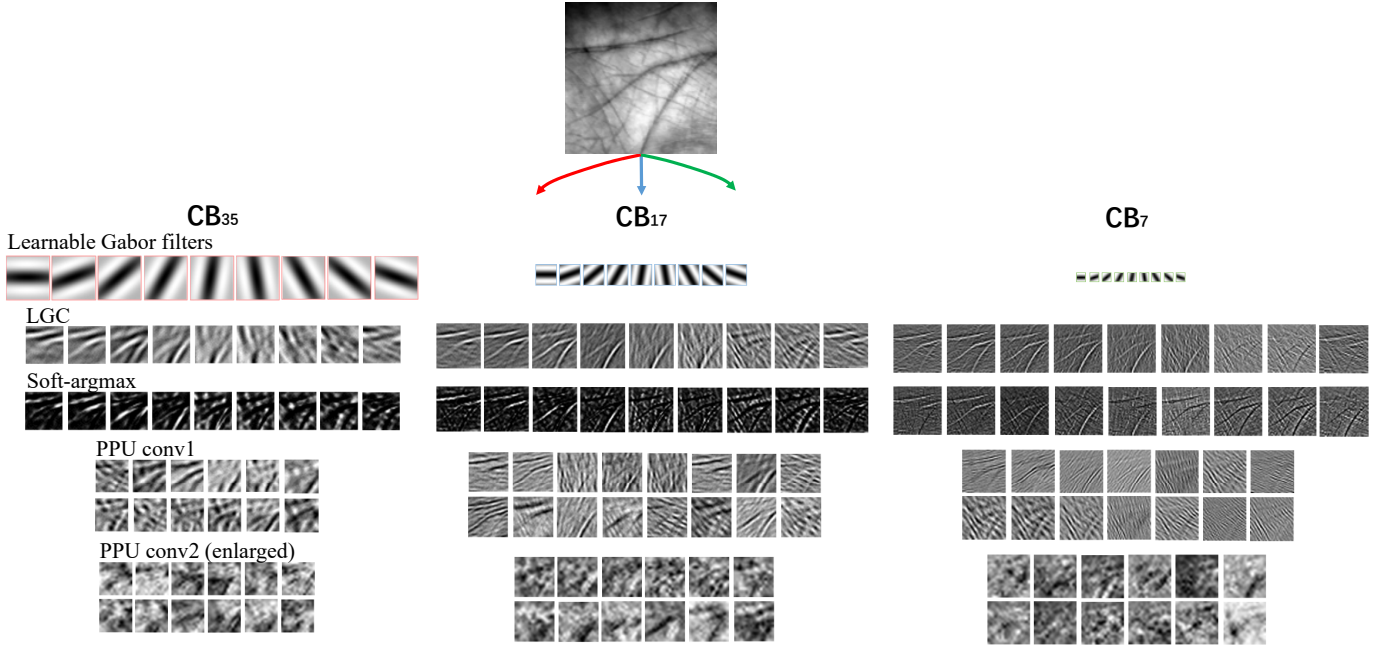 CB35
CB17
CB7
Learnable Gabor filters
LGC
Soft-argmax
PPU conv1
PPU conv2 (enlarged)